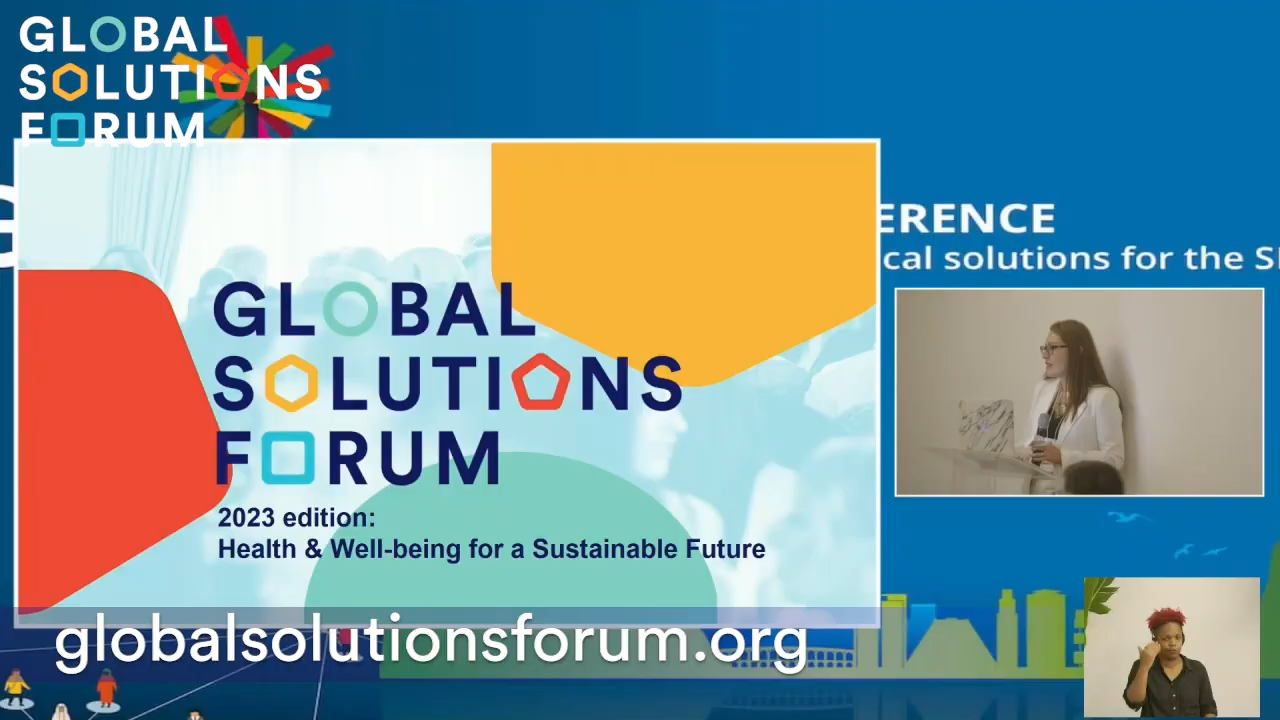 GLOBAL
SOLUTIONS
FORUM
ERENCE
cal solutions for the S
GLOBAL
SOLUTIONS
FORUM
2023 edition:
Health & Well-being for a Sustainable Future
globalsolutionsforum.org